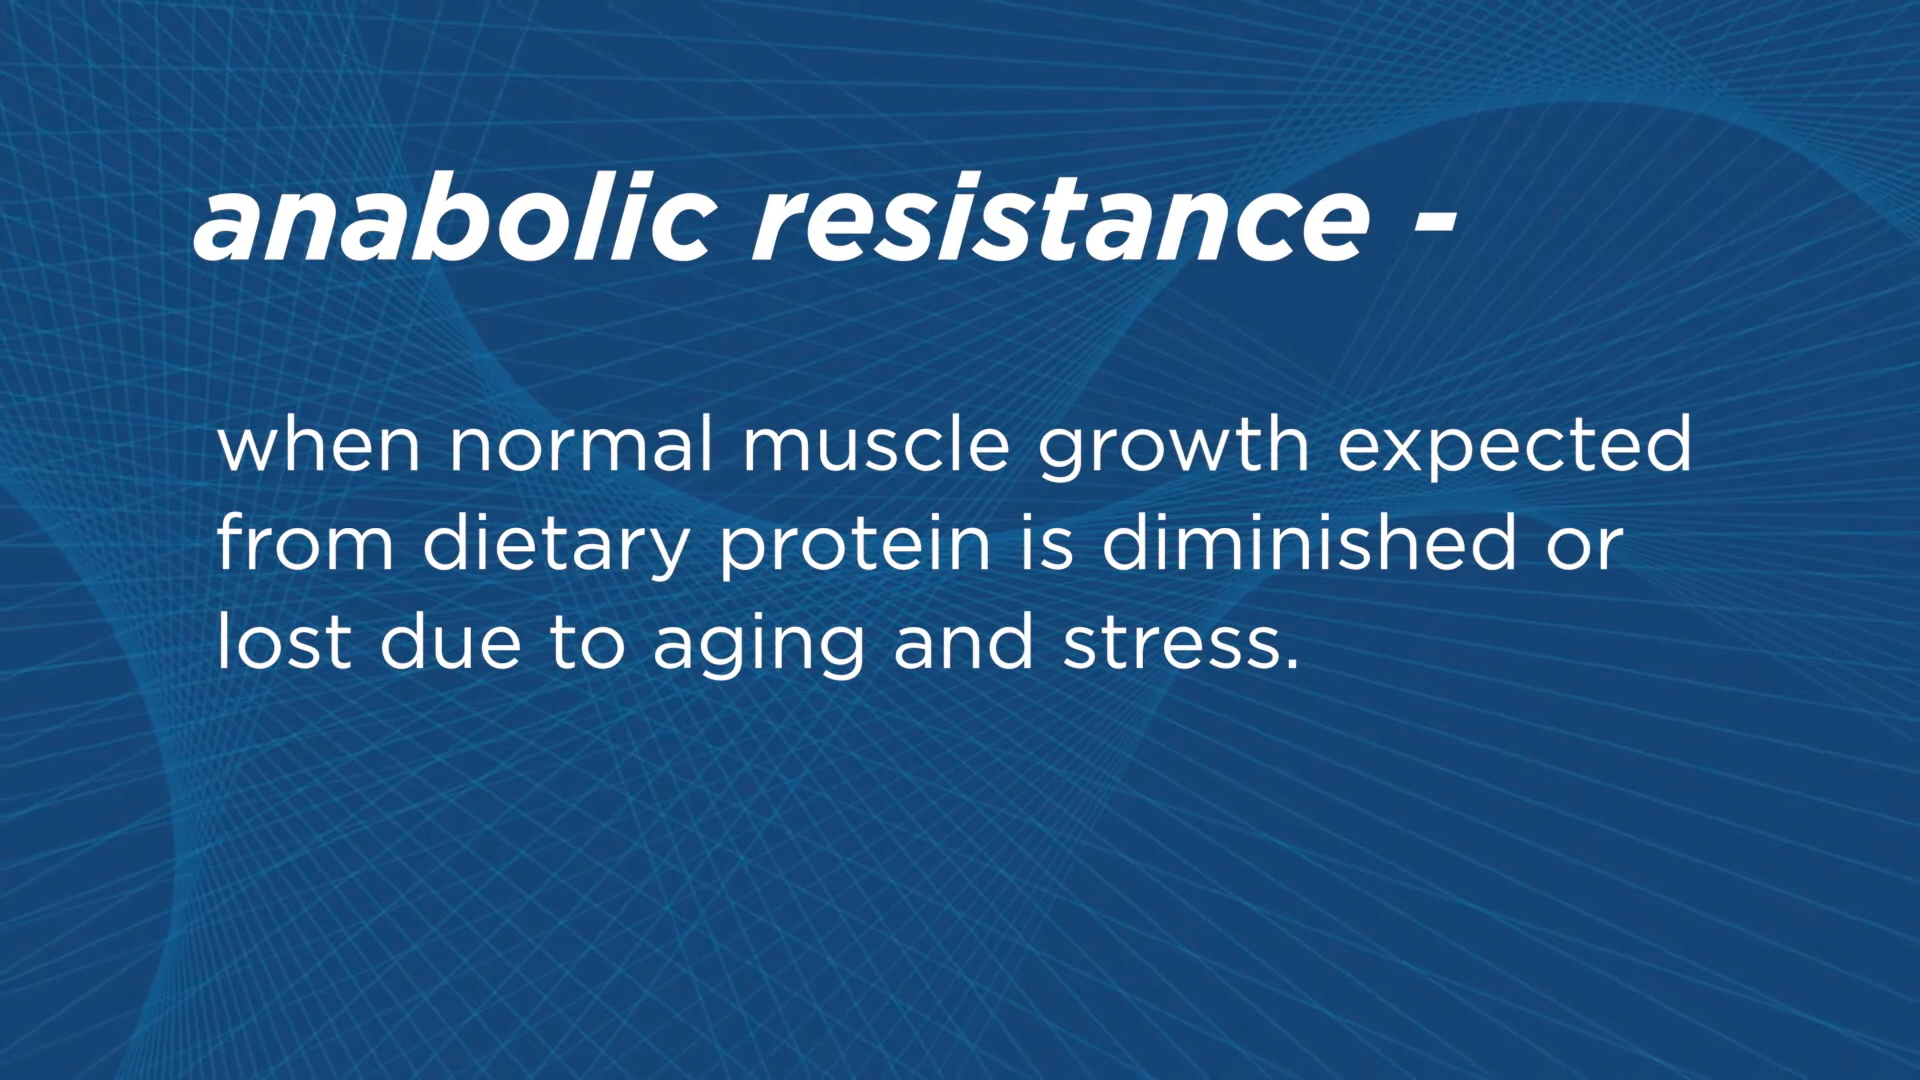 anabolic resistance -
when normal muscle growth expected
from dietary protein is diminished or
lost due to aging and stress.